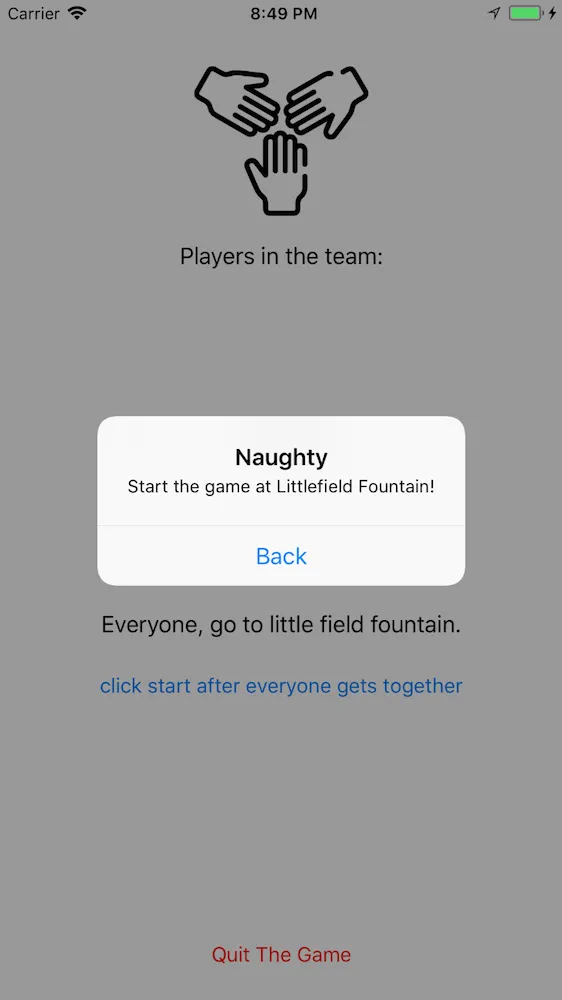 Carrier 8:49 PM
Players in the team:
Naughty
Start the game at Littlefield Fountain!
Back
Everyone, go to little field fountain.
click start after everyone gets together
Quit The Game